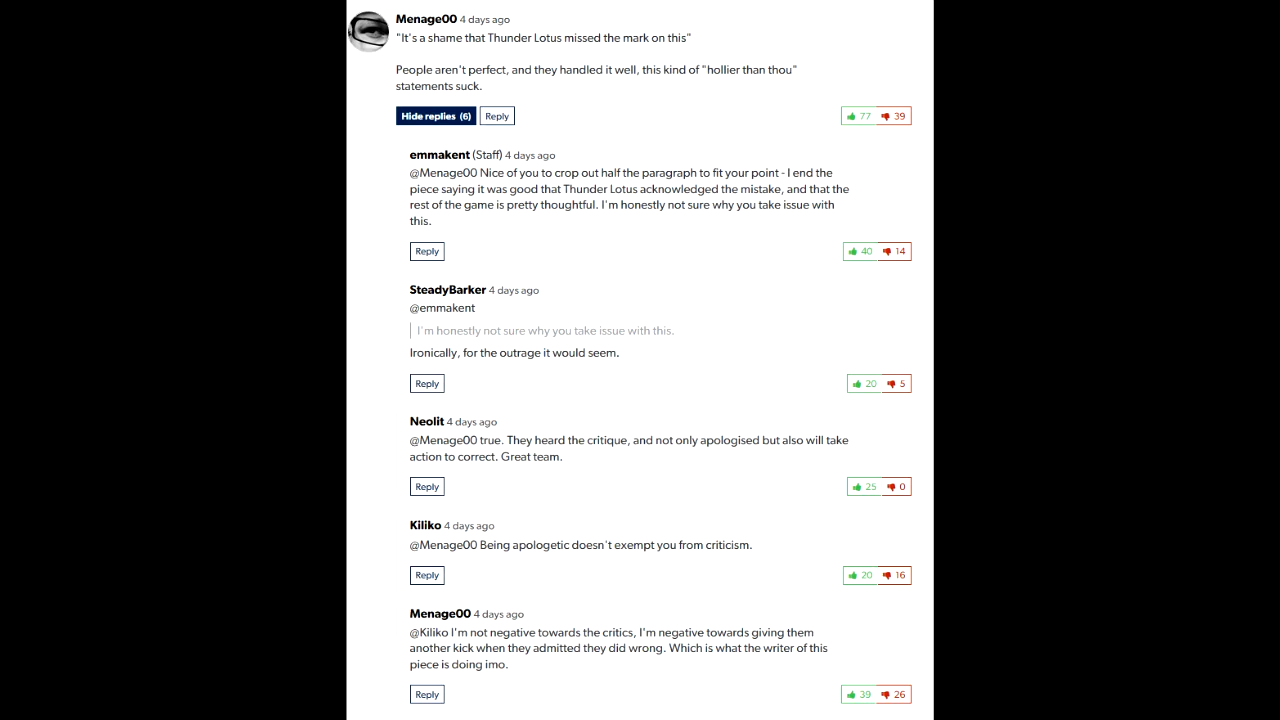 Menage00 4 days ago
"It's a shame that Thunder Lotus missed the mark on this"
People aren't perfect, and they handled it well, this kind of "hollier than thou"
statements suck.
Hide replies (6) Reply 77 39
emmakent (Staff) 4 days ago
@Menage00 Nice of you to crop out half the paragraph to fit your point - I end the
piece saying it was good that Thunder Lotus acknowledged the mistake, and that the
rest of the game is pretty thoughtful. I'm honestly not sure why you take issue with
this.
Reply 40 14
SteadyBarker 4 days ago
@emmakent
I'm honestly not sure why you take issue with this.
Ironically, for the outrage it would seem.
Reply 20 5
Neolit 4 days ago
@Menage00 true. They heard the critique, and not only apologised but also will take
action to correct. Great team.
Reply 25 0
Kiliko 4 days ago
@Menage00 Being apologetic doesn't exempt you from criticism.
Reply 20 16
Menage00 4 days ago
@Kiliko I'm not negative towards the critics, I'm negative towards giving them
another kick when they admitted they did wrong. Which is what the writer of this
piece is doing imo.
Reply 39 26